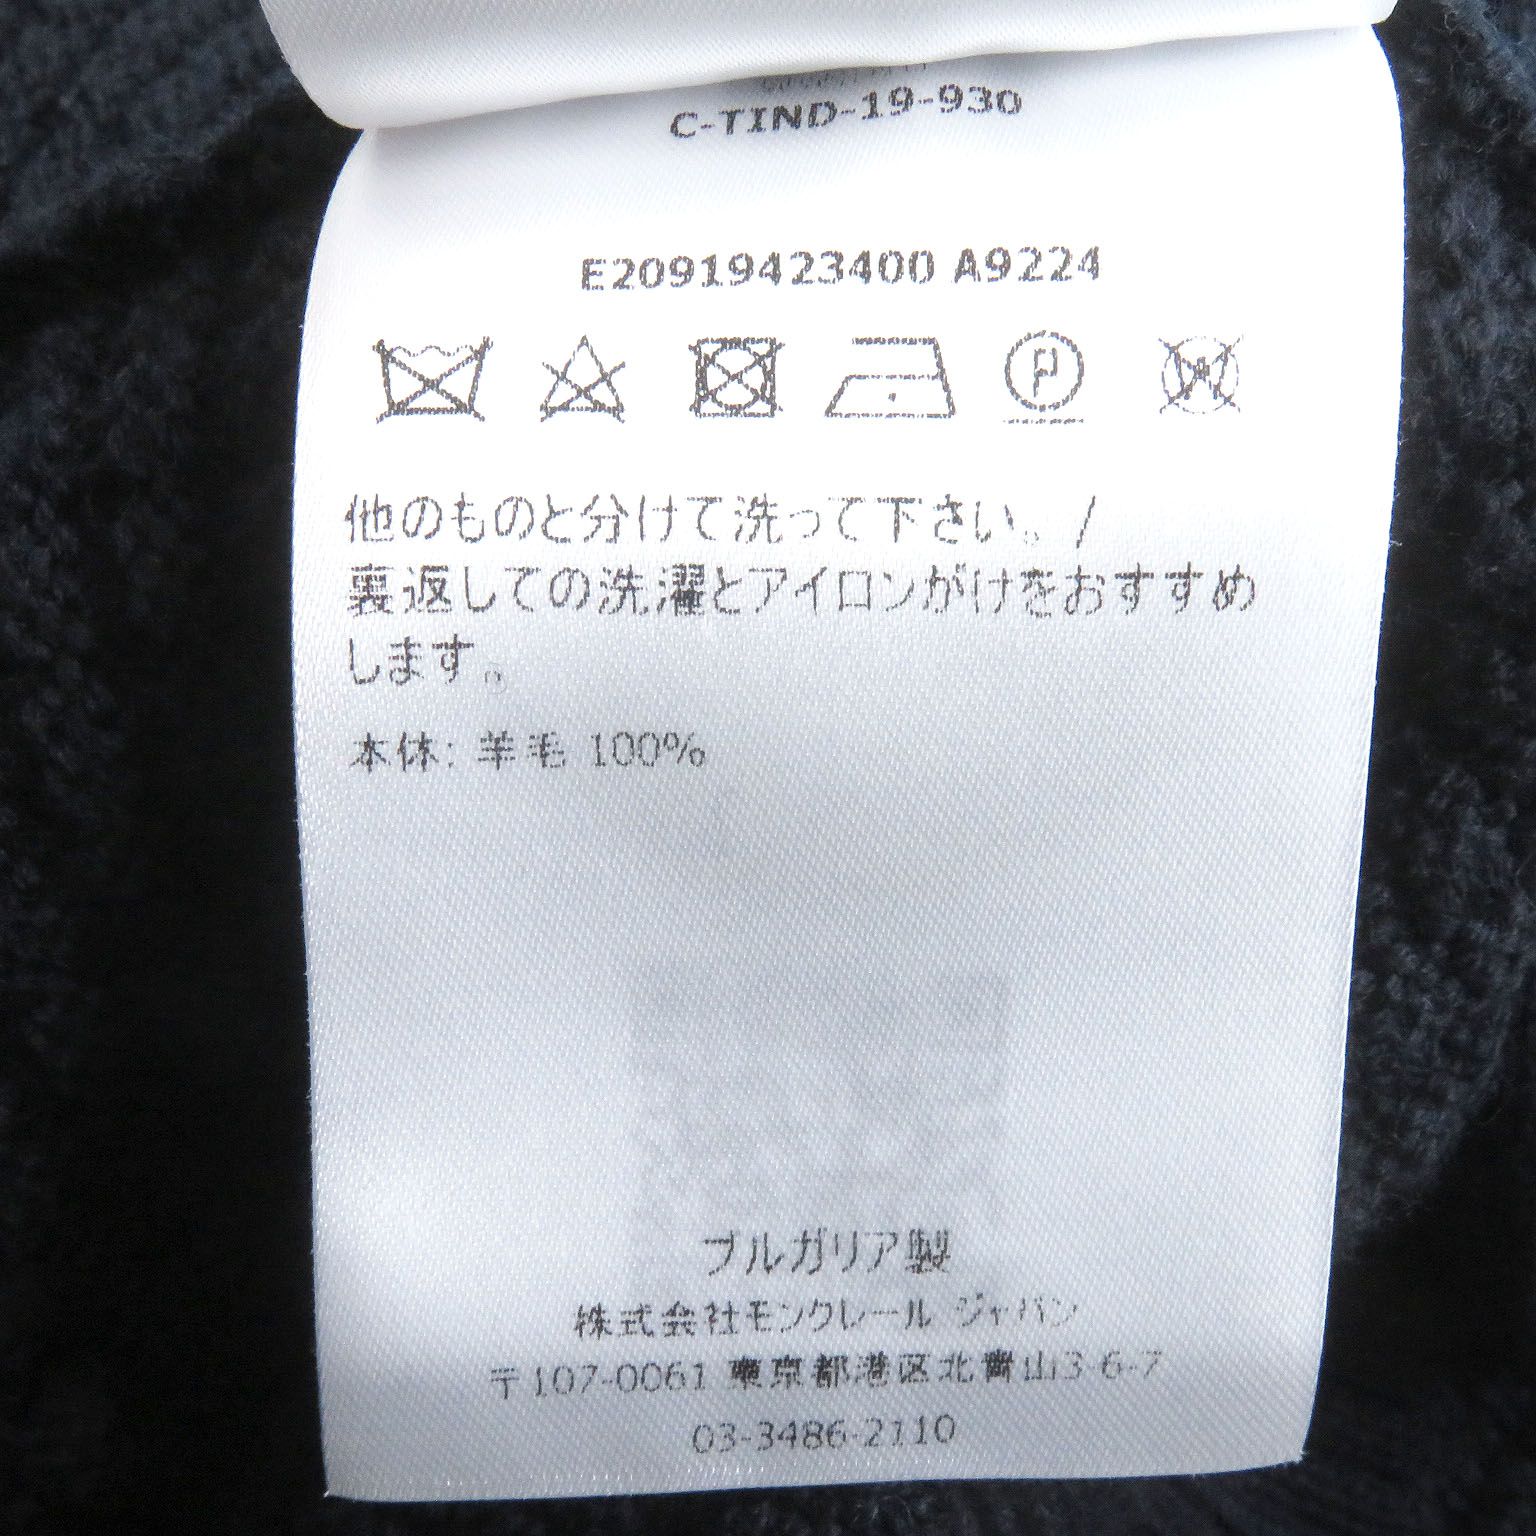 C-TIND-19-930
E20919423400 A9224
P
他のものと分けて洗って下さい。/
裏返しての洗濯とアイロンがけをおすすめ
します。
本体: 羊毛 100%
ブルガリア製
株式会社モンクレール ジャパン
〒107-0061 東京都港区北青山3-6-7
03-3486-2110